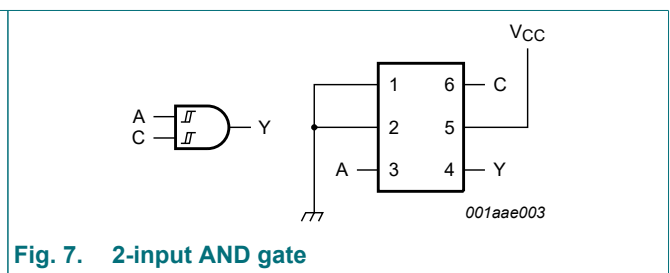 VCC
A
C
Y
1 6 C
2 5
A 3 4 Y
001aae003
Fig. 7. 2-input AND gate